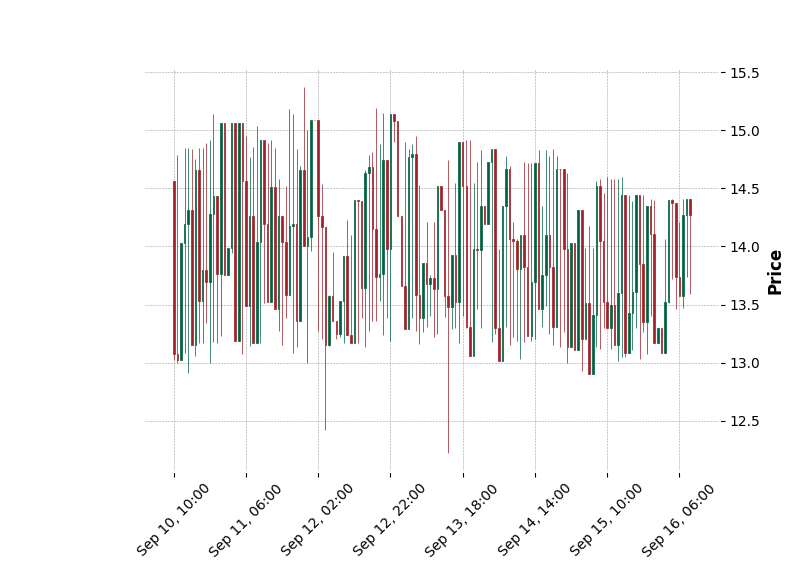 15.5
15.0
14.5
14.0
13.5
13.0
12.5
Price
Sep 10, 10:00
Sep 11, 06:00
Sep 12, 02:00
Sep 12, 22:00
Sep 13, 18:00
Sep 14, 14:00
Sep 15, 10:00
Sep 16, 06:00